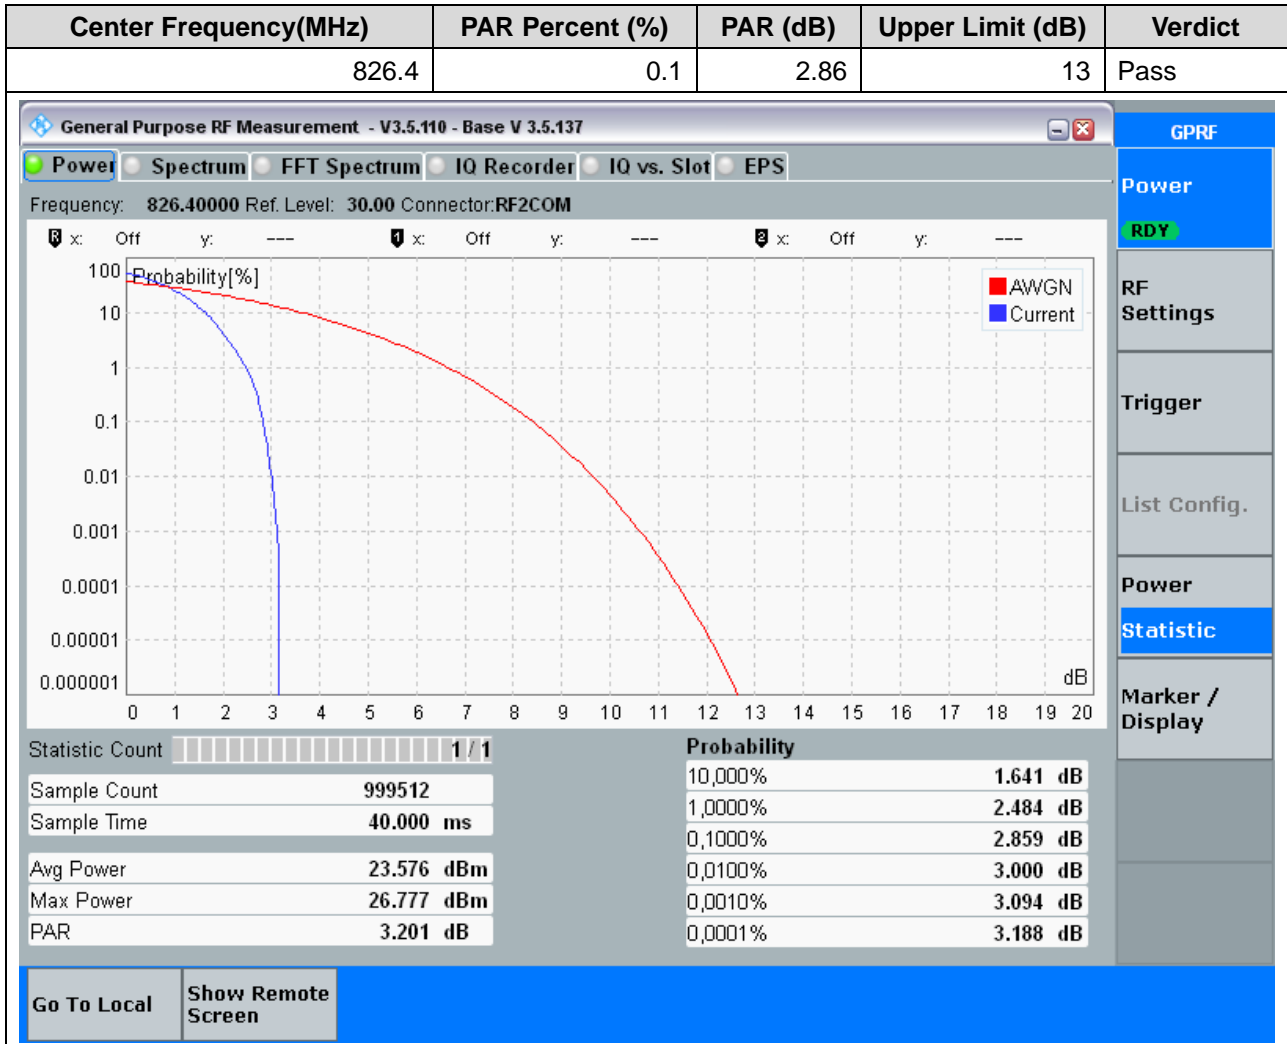 Center Frequency(MHz) PAR Percent (%) PAR (dB) Upper Limit (dB) Verdict
826.4 0.1 2.86 13 Pass
General Purpose RF Measurement - V3.5.110 - Base V 3.5.137
GPRF
Power Spectrum FFT Spectrum IQ Recorder IQ vs. Slot EPS
Frequency: 826.40000 Ref. Level: 30.00 Connector:RF2COM
R x: Off y: --- 1 x: Off y: --- 2 x: Off y: ---
Power
RDY
RF
Settings
Trigger
List Config.
Power
Statistic
Marker /
Display
Probability[%]
AWGN
Current
100
10
1
0.1
0.01
0.001
0.0001
0.00001
0.000001
dB
0 1 2 3 4 5 6 7 8 9 10 11 12 13 14 15 16 17 18 19 20
Statistic Count 1 / 1
Sample Count 999512
Sample Time 40.000 ms
Avg Power 23.576 dBm
Max Power 26.777 dBm
PAR 3.201 dB
Probability
10,000% 1.641 dB
1,0000% 2.484 dB
0,1000% 2.859 dB
0,0100% 3.000 dB
0,0010% 3.094 dB
0,0001% 3.188 dB
Go To Local
Show Remote
Screen